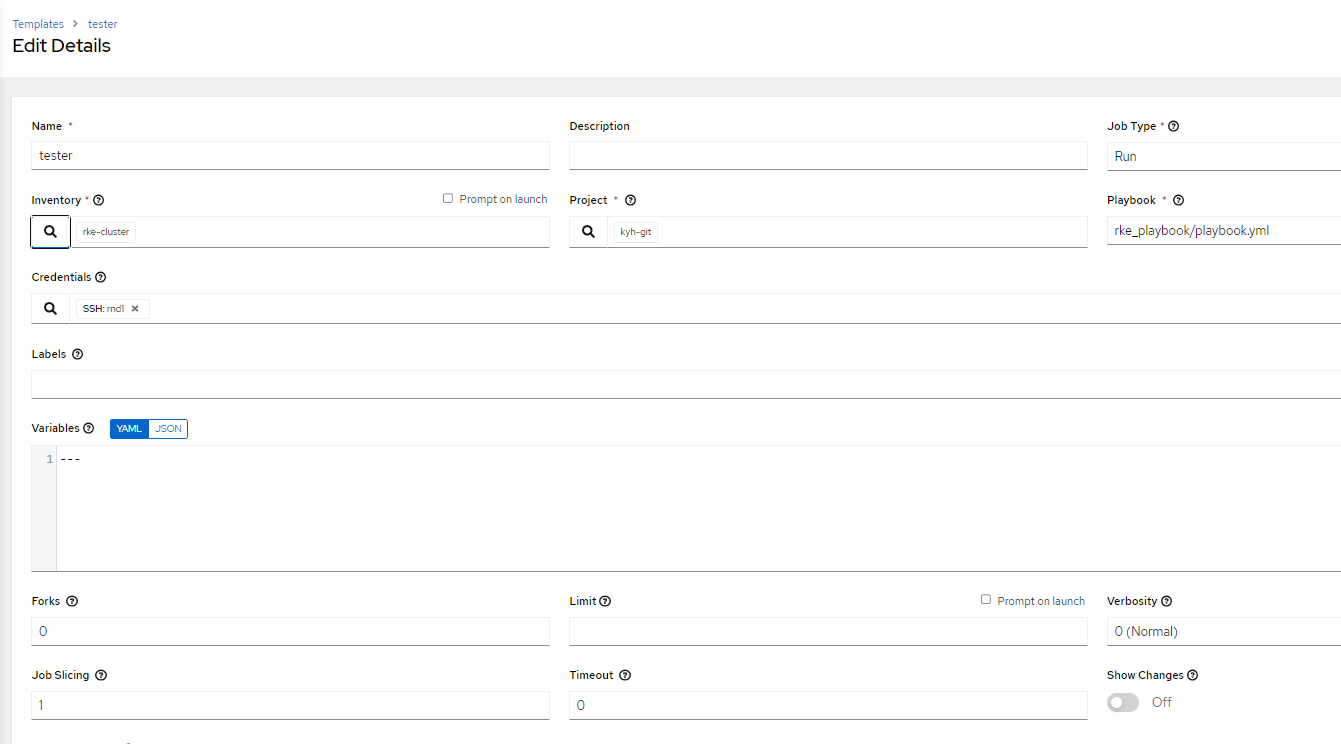 Templates > tester
Edit Details
Name * Description Job Type *
tester Run
Inventory * Prompt on launch Project * Playbook *
rke-cluster kyh-git rke_playbook/playbook.yml
Credentials
SSH: rnd1
Labels
Variables YAML JSON
1 ---
Forks Limit Prompt on launch Verbosity
0 0 (Normal)
Job Slicing Timeout Show Changes
1 0 Off